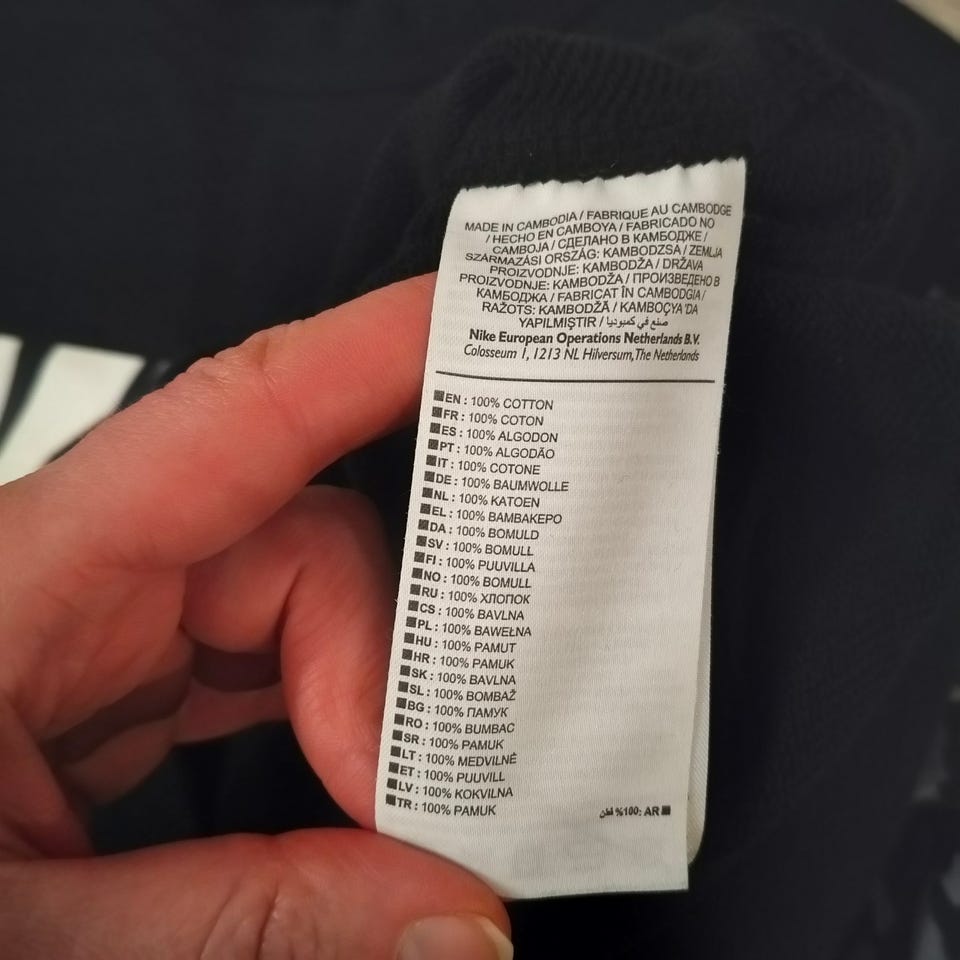 MADE IN CAMBODIA / FABRIQUE AU CAMBODGE
/ HECHO EN CAMBOYA / FABRICADO NO
CAMBOJA / СДЕЛАНО В КАМБОДЖЕ /
SZÁRMAZÁSI ORSZÁG: KAMBODZSA / ZEMLJA
PROIZVODNJE: KAMBODŽA / DRŽAVA
PROIZVODNJE: KAMBODŽA / ПРОИЗВЕДЕНО В
КАМБОДЖА / FABRICAT ÎN CAMBODGIA /
RAŽOTS: KAMBODŽĀ / KAMBOÇYA'DA
YAPILMIŞTIR / صنع في كمبوديا
Nike European Operations Netherlands B.V.
Colosseum 1, 1213 NL Hilversum, The Netherlands
EN : 100% COTTON
FR : 100% COTON
ES : 100% ALGODON
PT : 100% ALGODÃO
IT : 100% COTONE
DE : 100% BAUMWOLLE
NL : 100% KATOEN
EL : 100% ΒΑΜΒΑΚΕΡΟ
DA : 100% BOMULD
SV : 100% BOMULL
FI : 100% PUUVILLA
NO : 100% BOMULL
RU : 100% ХЛОПОК
CS : 100% BAVLNA
PL : 100% BAWEŁNA
HU : 100% PAMUT
HR : 100% PAMUK
SK : 100% BAVLNA
SL : 100% BOMBAŽ
BG : 100% ПАМУК
RO : 100% BUMBAC
SR : 100% PAMUK
LT : 100% MEDVILNĖ
ET : 100% PUUVILL
LV : 100% KOKVILNA
TR : 100% PAMUK
AR :100% قطن